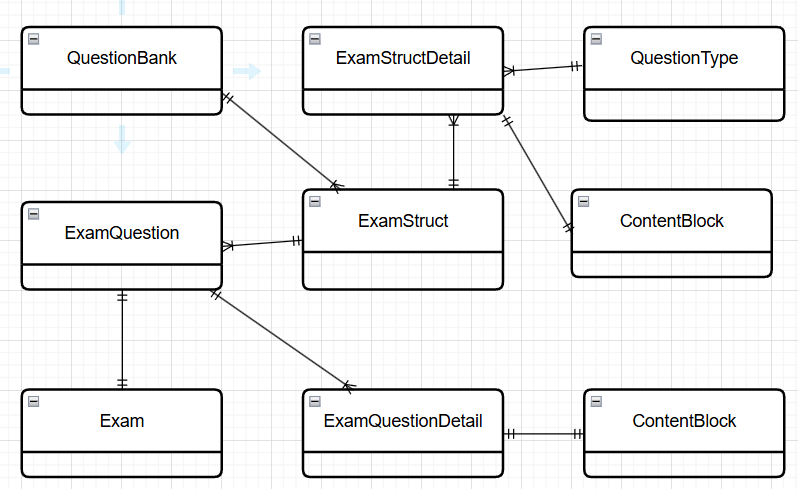 QuestionBank
ExamStructDetail
QuestionType
ExamQuestion
ExamStruct
ContentBlock
Exam
ExamQuestionDetail
ContentBlock